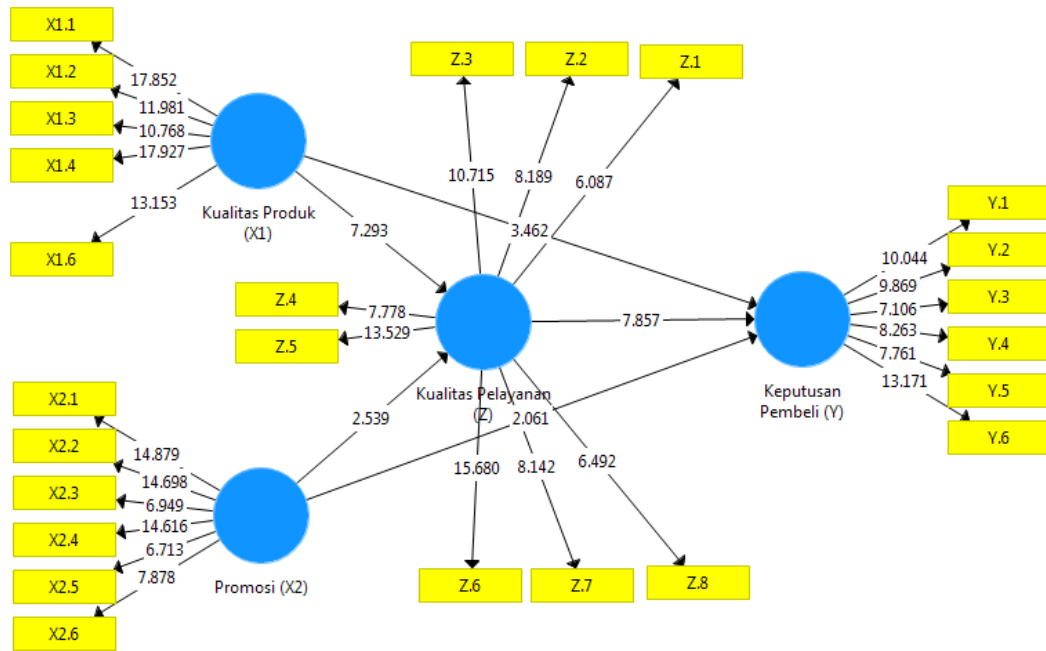 X1.1
X1.2
X1.3
X1.4
X1.6
17.852
11.981
10.768
17.927
13.153
Kualitas Produk
(X1)
7.293
3.462
Z.3
Z.2
Z.1
10.715
8.189
6.087
Z.4
Z.5
7.778
13.529
Kualitas Pelayanan
(Z)
7.857
2.539
2.061
X2.1
X2.2
X2.3
X2.4
X2.5
X2.6
14.879
14.698
6.949
14.616
6.713
7.878
Promosi (X2)
15.680
8.142
6.492
Z.6
Z.7
Z.8
Keputusan
Pembeli (Y)
10.044
9.869
7.106
8.263
7.761
13.171
Y.1
Y.2
Y.3
Y.4
Y.5
Y.6